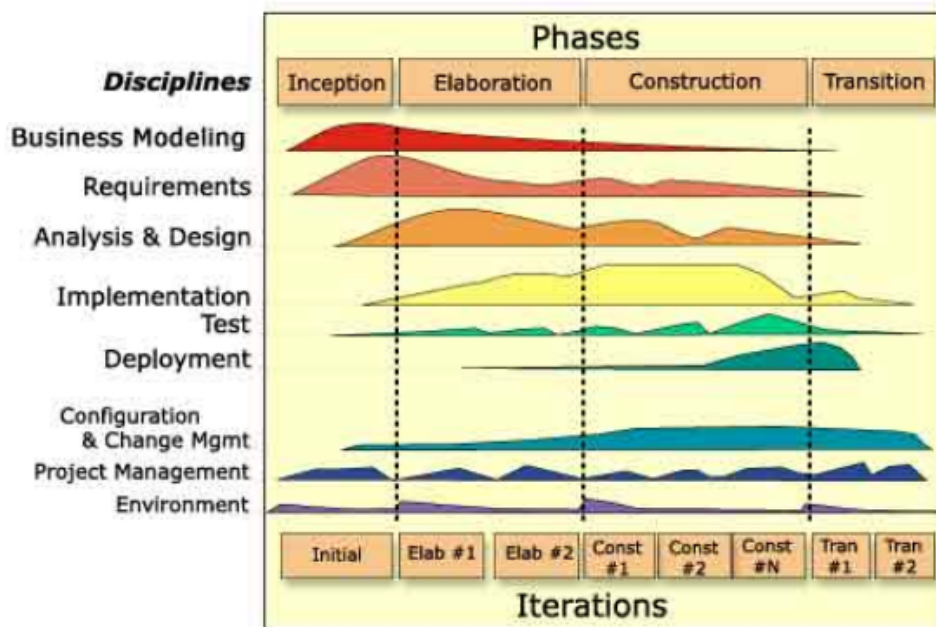 Phases
Disciplines
Inception
Elaboration
Construction
Transition
Business Modeling
Requirements
Analysis & Design
Implementation
Test
Deployment
Configuration
& Change Mgmt
Project Management
Environment
Initial
Elab #1
Elab #2
Const
#1
Const
#2
Const
#N
Tran
#1
Tran
#2
Iterations